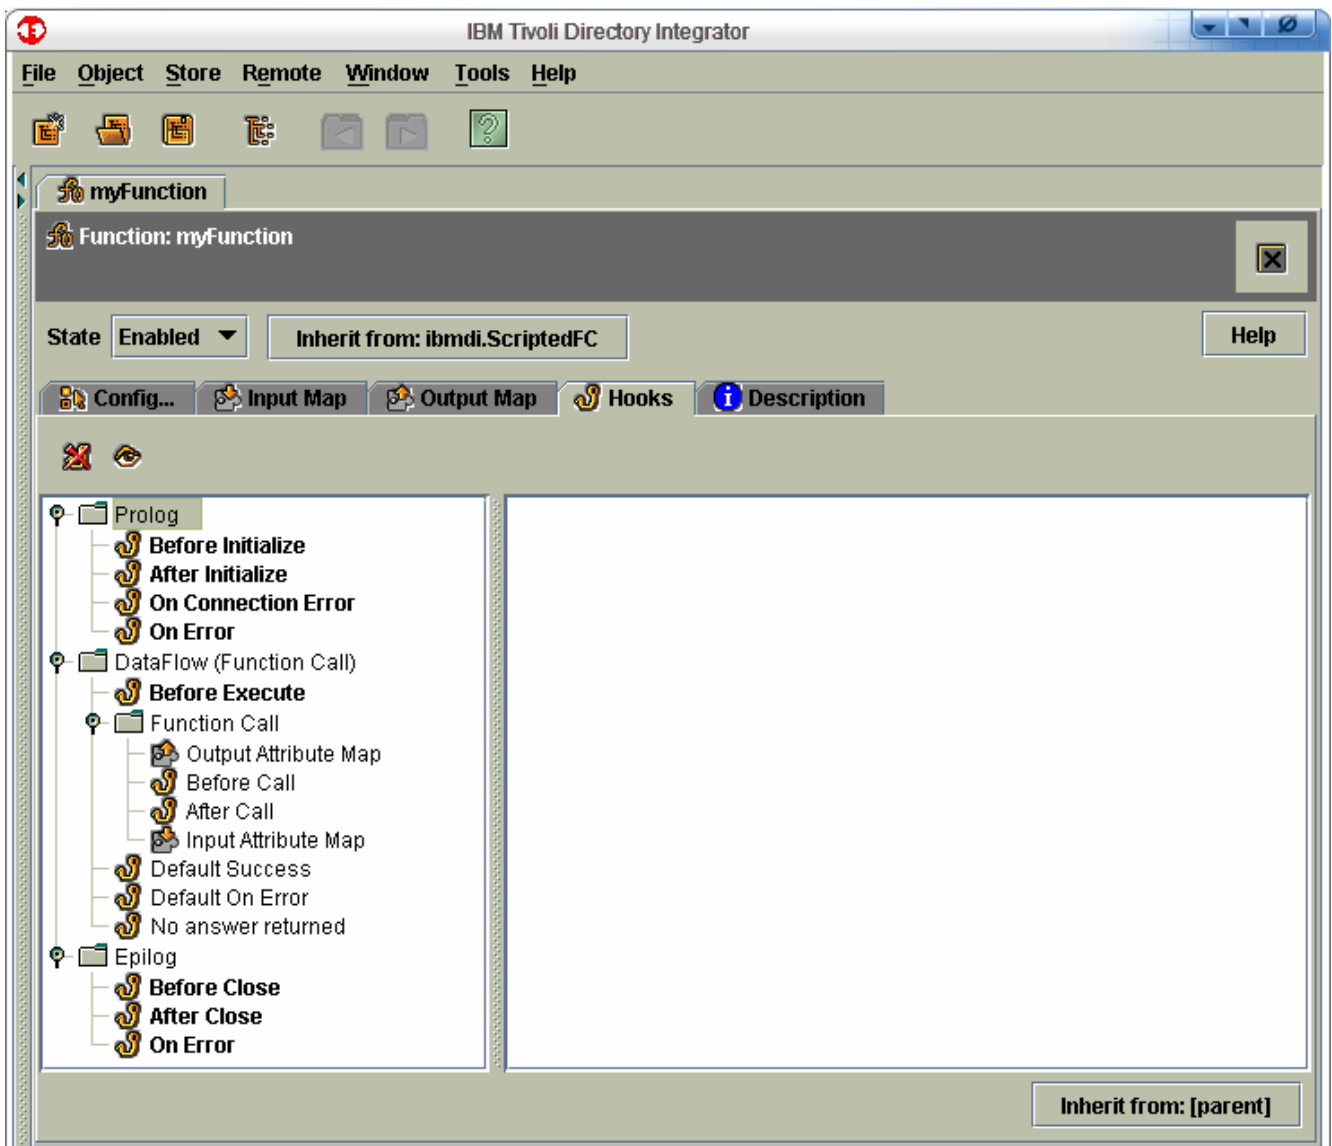 IBM Tivoli Directory Integrator
File Object Store Remote Window Tools Help
myFunction
Function: myFunction
State Enabled Inherit from: ibmdi.ScriptedFC Help
Config... Input Map Output Map Hooks Description
Prolog
Before Initialize
After Initialize
On Connection Error
On Error
DataFlow (Function Call)
Before Execute
Function Call
Output Attribute Map
Before Call
After Call
Input Attribute Map
Default Success
Default On Error
No answer returned
Epilog
Before Close
After Close
On Error
Inherit from: [parent]